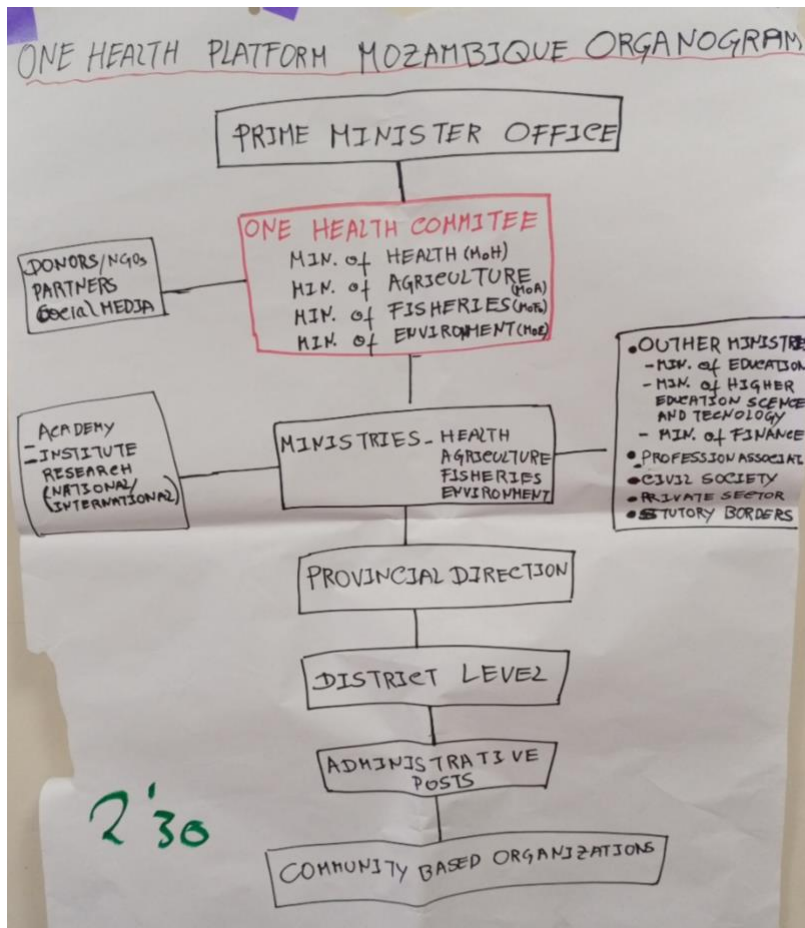 ONE HEALTH PLATFORM MOZAMBIQUE ORGANOGRAM
PRIME MINISTER OFFICE
ONE HEALTH COMMITEE
MIN. of HEALTH (MoH)
MIN. of AGRICULTURE (MoA)
MIN. of FISHERIES (MoFs)
MIN. of ENVIRONMENT (MoE)
DONORS/NGOs
PARTNERS
Social MEDIA
ACADEMY
- INSTITUTE
RESEARCH
(NATIONAL/
INTERNATIONAL)
MINISTRIES - HEALTH
AGRICULTURE
FISHERIES
ENVIRONMENT
• OUTHER MINISTRE
- MIN. of EDUCATION
- MIN. of HIGHER
EDUCATION SCENCE
AND TECNOLOGY
- MIN. of FINANCE
• PROFESSION ASSOCIAT
• CIVIL SOCIETY
• PRIVATE SECTOR
• STUTORY BORDERS
PROVINCIAL DIRECTION
DISTRICT LEVEL
ADMINISTRATIVE
POSTS
COMMUNITY BASED ORGANIZATIONS
2'30